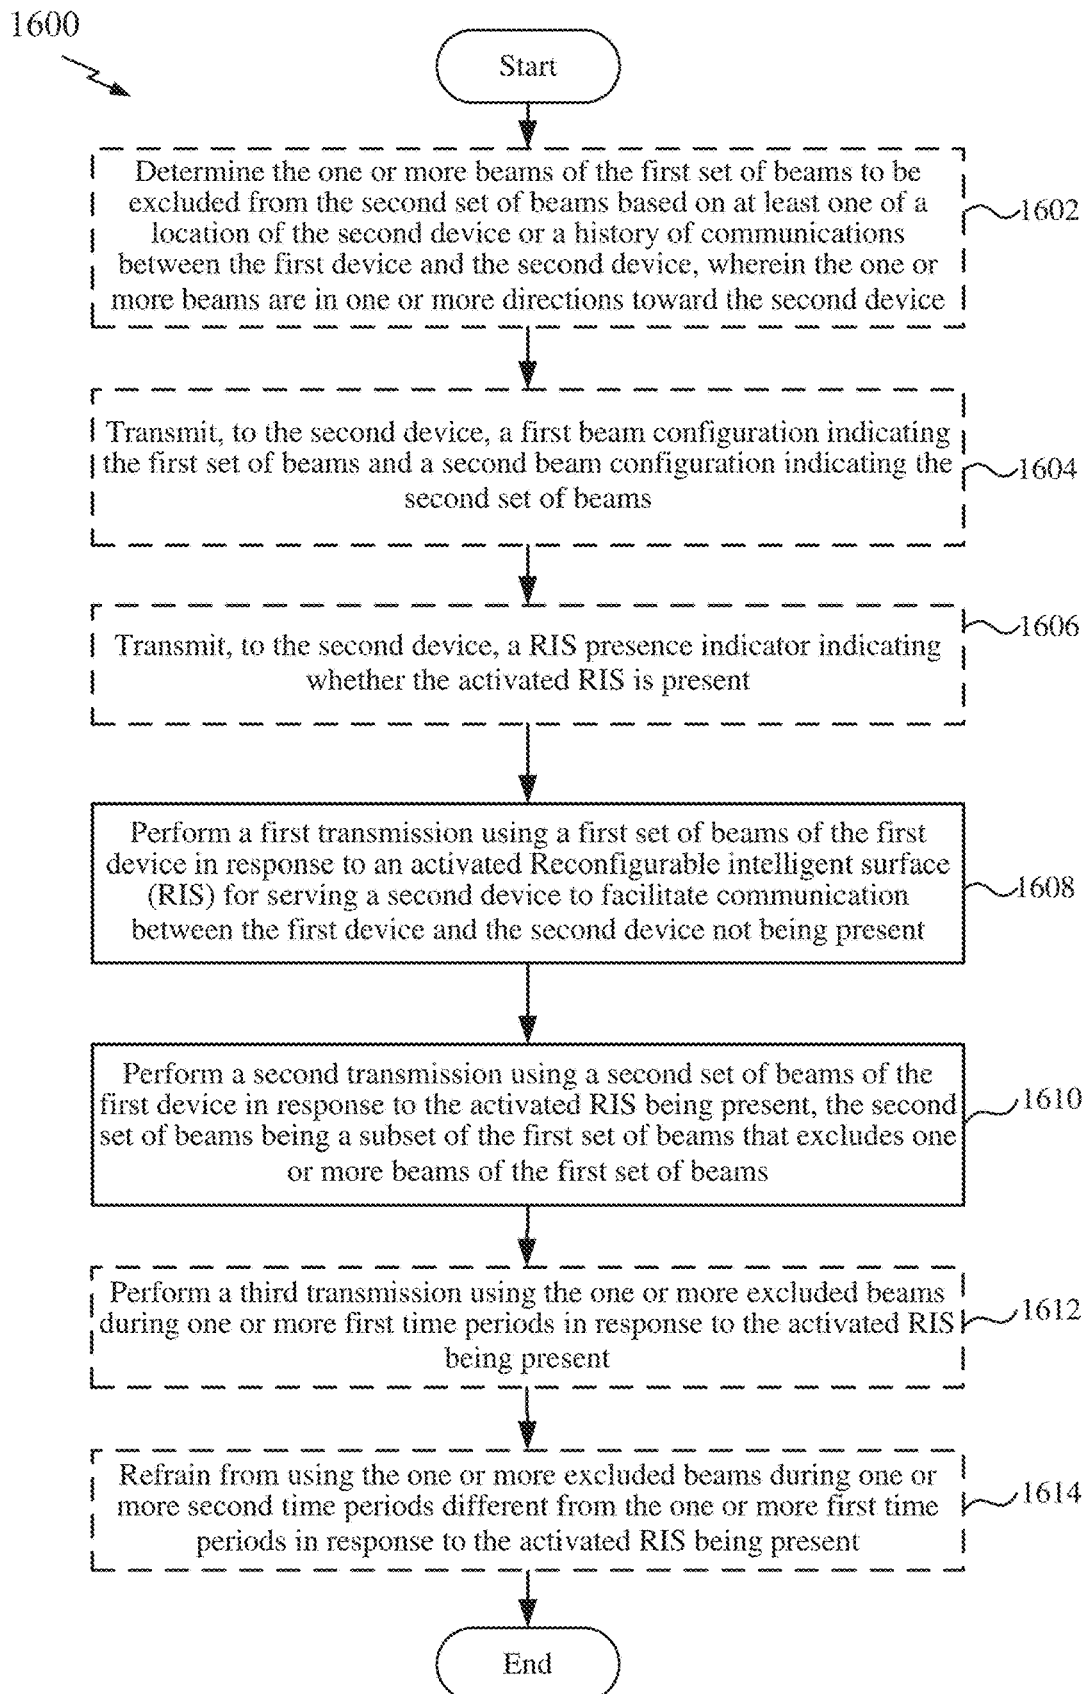 1600
Start
Determine the one or more beams of the first set of beams to be
excluded from the second set of beams based on at least one of a
location of the second device or a history of communications
between the first device and the second device, wherein the one or
more beams are in one or more directions toward the second device
1602
Transmit, to the second device, a first beam configuration indicating
the first set of beams and a second beam configuration indicating the
second set of beams
1604
Transmit, to the second device, a RIS presence indicator indicating
whether the activated RIS is present
1606
Perform a first transmission using a first set of beams of the first
device in response to an activated Reconfigurable intelligent surface
(RIS) for serving a second device to facilitate communication
between the first device and the second device not being present
1608
Perform a second transmission using a second set of beams of the
first device in response to the activated RIS being present, the second
set of beams being a subset of the first set of beams that excludes one
or more beams of the first set of beams
1610
Perform a third transmission using the one or more excluded beams
during one or more first time periods in response to the activated RIS
being present
1612
Refrain from using the one or more excluded beams during one or
more second time periods different from the one or more first time
periods in response to the activated RIS being present
1614
End